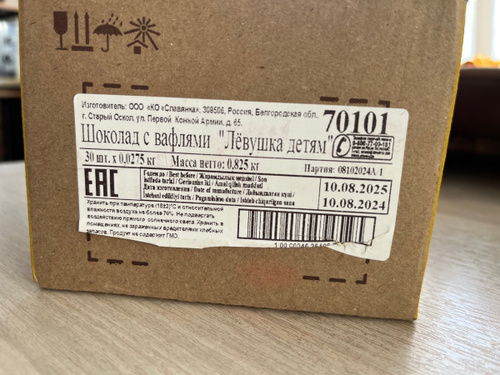 Изготовитель: ООО «КО «Славянка», 309506, Россия, Белгородская обл.,
г. Старый Оскол, ул. Первой Конной Армии, д. 65.
70101
Шоколад с вафлями "Лёвушка детям"
30 шт. х 0,0275 кг Масса нетто: 0,825 кг
Партия: 08102024А-1
ЕАС
Годен до / Best before /
10.08.2025
Дата изготовления / Date of manufacture /
10.08.2024
Хранить при температуре (18±3)°С и относительной
влажности воздуха не более 75%. Не подвергать
воздействию прямого солнечного света. Хранить в
помещениях, не зараженных вредителями хлебных
запасов. Продукт не содержит ГМО.